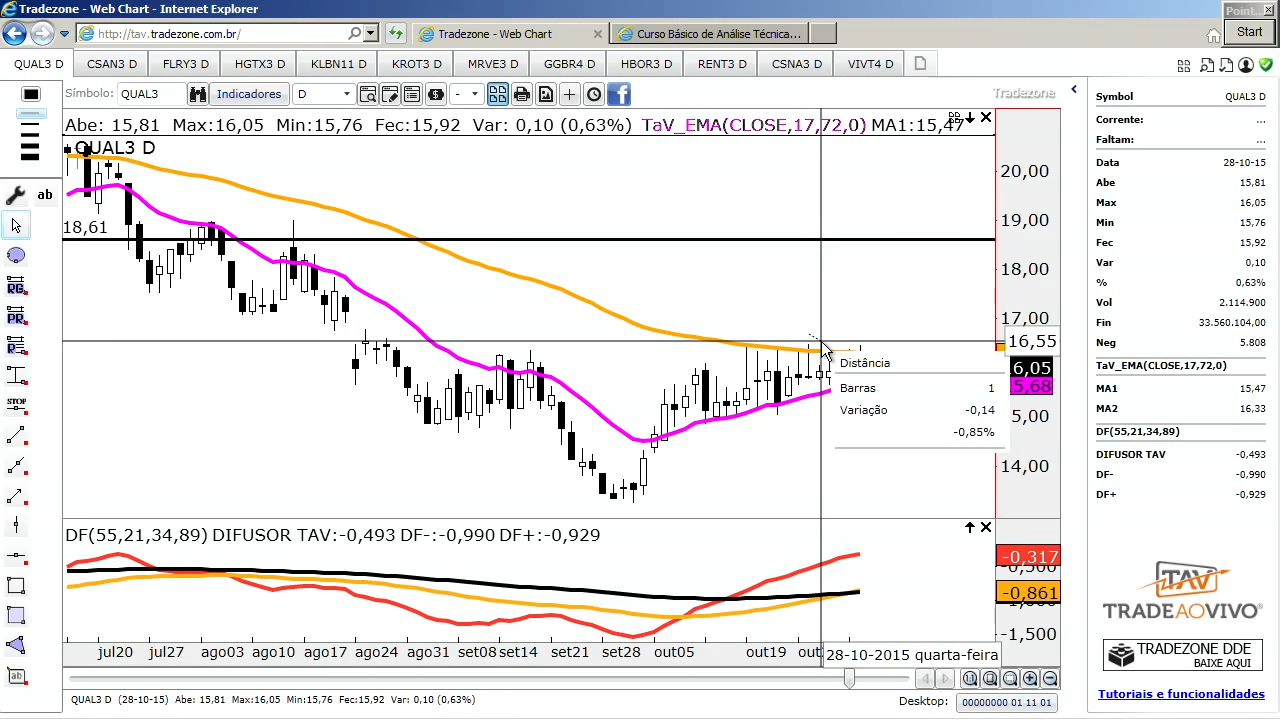 Tradezone - Web Chart - Internet Explorer
Point...
http://tav.tradezone.com.br/
Tradezone - Web Chart
Curso Básico de Análise Técnica...
Start
QUAL3 D
CSAN3 D
FLRY3 D
HGTX3 D
KLBN11 D
KROT3 D
MRVE3 D
GGBR4 D
HBOR3 D
RENT3 D
CSNA3 D
VIVT4 D
Símbolo:
QUAL3
Indicadores
D
-
Tradezone
Abe: 15,81 Max:16,05 Min:15,76 Fec:15,92 Var: 0,10 (0,63%) TaV_EMA(CLOSE,17,72,0) MA1:15,47
QUAL3 D
18,61
20,00
19,00
18,00
17,00
16,55
6,05
5,68
5,00
14,00
Distância
Barras 1
Variação -0,14
-0,85%
ab
RG
PR
STOP
ab
DF(55,21,34,89) DIFUSOR TAV:-0,493 DF-:-0,990 DF+:-0,929
-0,317
-0,861
-1,500
jul20 jul27 ago03 ago10 ago17 ago24 ago31 set08 set14 set21 set28 out05 out19
28-10-2015 quarta-feira
QUAL3 D (28-10-15) Abe:15,81 Max:16,05 Min:15,76 Fec:15,92 Var: 0,10 (0,63%)
Desktop:
00000000 01 11 01
Symbol QUAL3 D
Corrente: ...
Faltam: ...
Data 28-10-15
Abe 15,81
Max 16,05
Min 15,76
Fec 15,92
Var 0,10
% 0,63%
Vol 2.114.900
Fin 33.560.104,00
Neg 5.808
TaV_EMA(CLOSE,17,72,0)
MA1 15,47
MA2 16,33
DF(55,21,34,89)
DIFUSOR TAV -0,493
DF- -0,990
DF+ -0,929
TAV
TRADEAOVIVO
TRADEZONE DDE
BAIXE AQUI
Tutoriais e funcionalidades